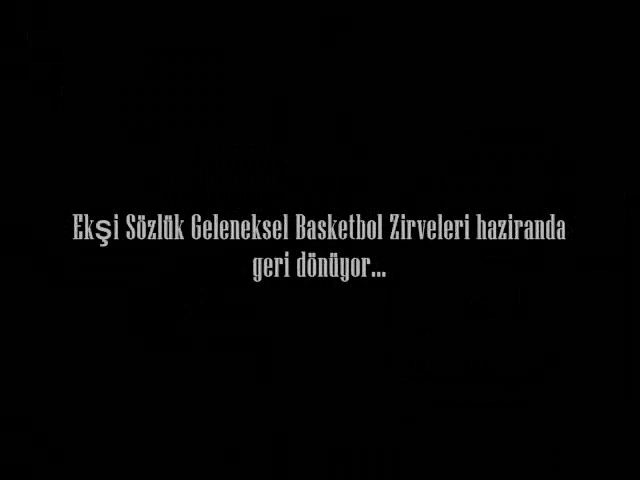 Ekşi Sözlük Geleneksel Basketbol Zirveleri haziranda
geri dönüyor...